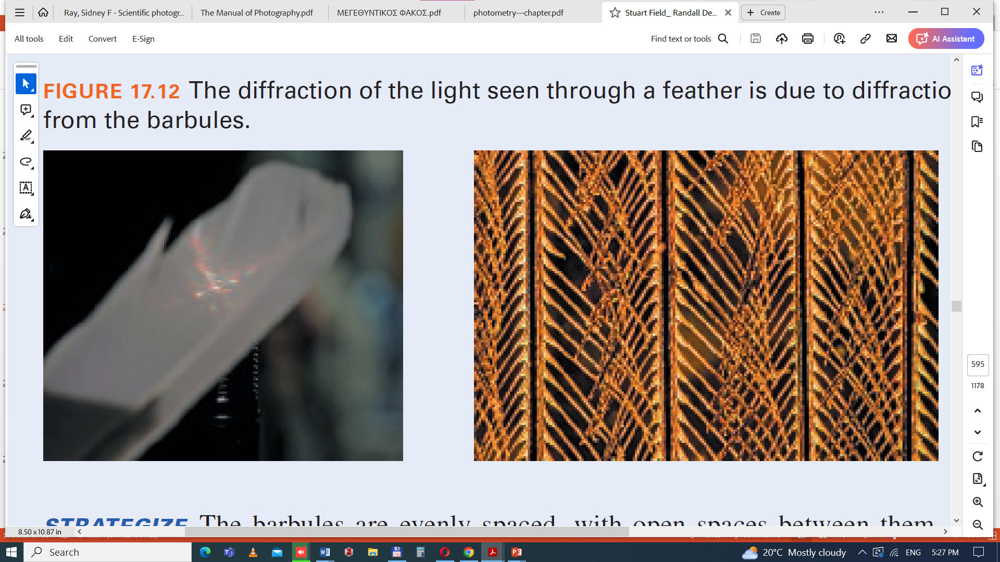 Ray, Sidney F - Scientific photogr...
The Manual of Photography.pdf
ΜΕΓΕΘΥΝΤΙΚΟΣ ΦΑΚΟΣ.pdf
photometry---chapter.pdf
Stuart Field_ Randall De...
Create
All tools
Edit
Convert
E-Sign
Find text or tools
AI Assistant
FIGURE 17.12 The diffraction of the light seen through a feather is due to diffractio
from the barbules.
STRATEGIZE The barbules are evenly spaced, with open spaces between them
595
1178
8.50 x 10.87 in
Search
20°C Mostly cloudy
ENG
5:27 PM